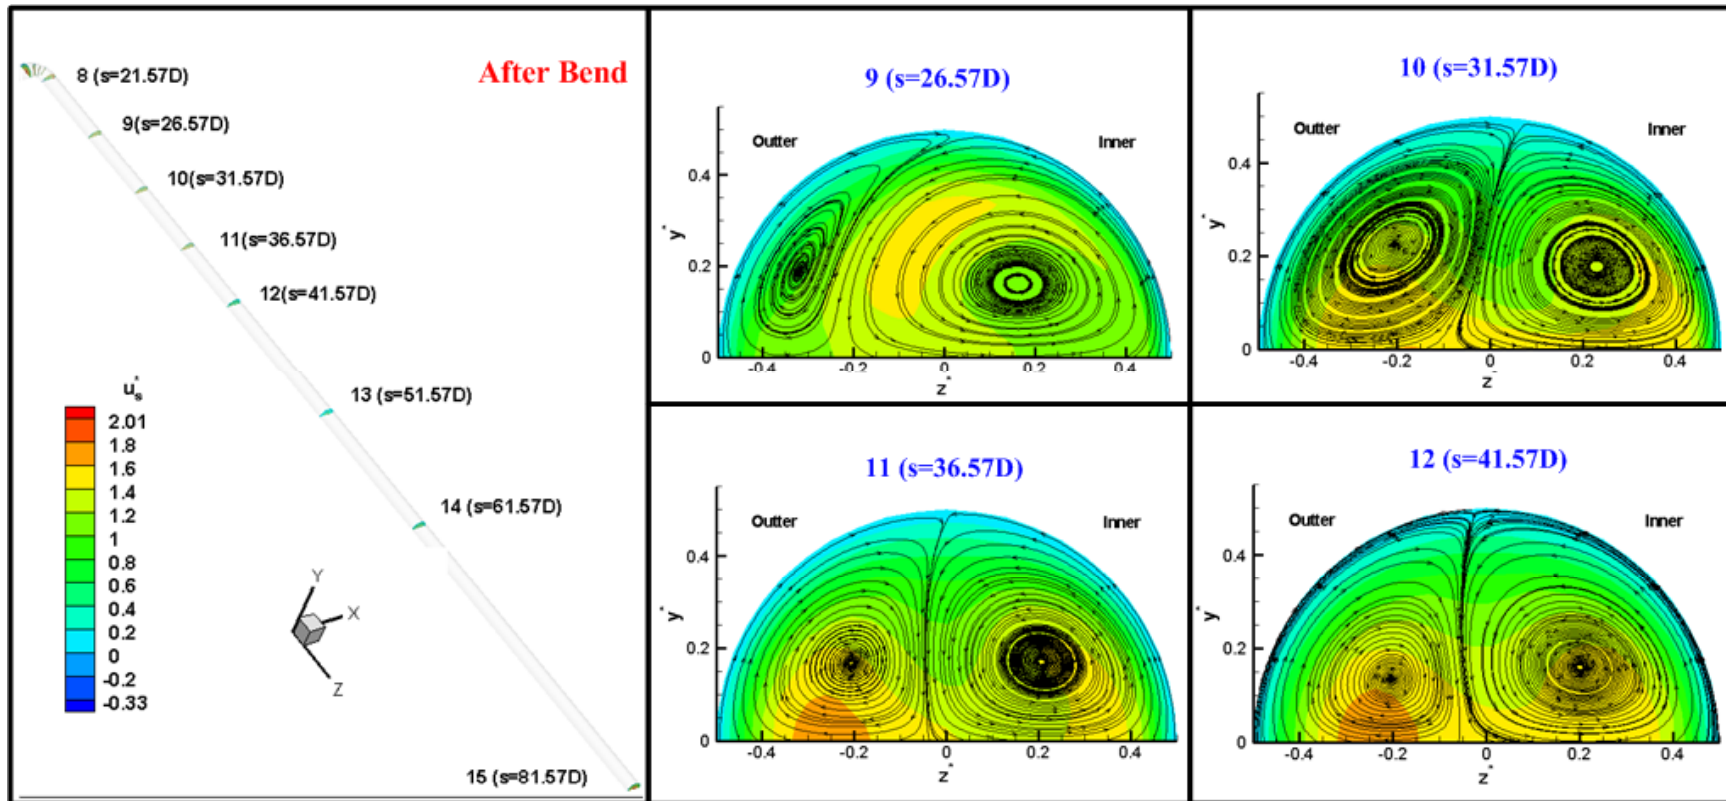 After Bend
8 (s=21.57D)
9(s=26.57D)
10(s=31.57D)
11(s=36.57D)
12(s=41.57D)
13 (s=51.57D)
14 (s=61.57D)
15 (s=81.57D)
u*s
2.01
1.8
1.6
1.4
1.2
1
0.8
0.6
0.4
0.2
0
-0.2
-0.33
Y
X
Z
9 (s=26.57D)
Outter
Inner
y*
0.4
0.2
0
-0.4
-0.2
0
0.2
0.4
z*
10 (s=31.57D)
Outter
Inner
y*
0.4
0.2
0
-0.4
-0.2
0
0.2
0.4
z
11 (s=36.57D)
Outter
Inner
y*
0.4
0.2
0
-0.4
-0.2
0
0.2
0.4
z*
12 (s=41.57D)
Outter
Inner
y*
0.4
0.2
0
-0.4
-0.2
0
0.2
0.4
z*